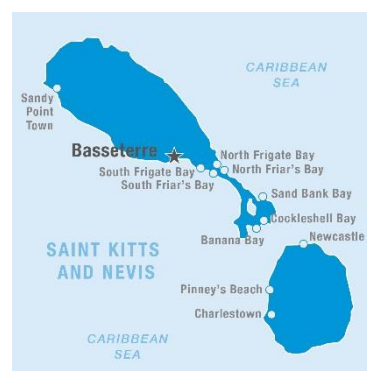 CARIBBEAN
SEA
Sandy
Point
Town
Basseterre
North Frigate Bay
South Frigate Bay
North Friar's Bay
South Friar's Bay
Sand Bank Bay
Cockleshell Bay
Banana Bay
Newcastle
SAINT KITTS
AND NEVIS
Pinney's Beach
Charlestown
CARIBBEAN
SEA